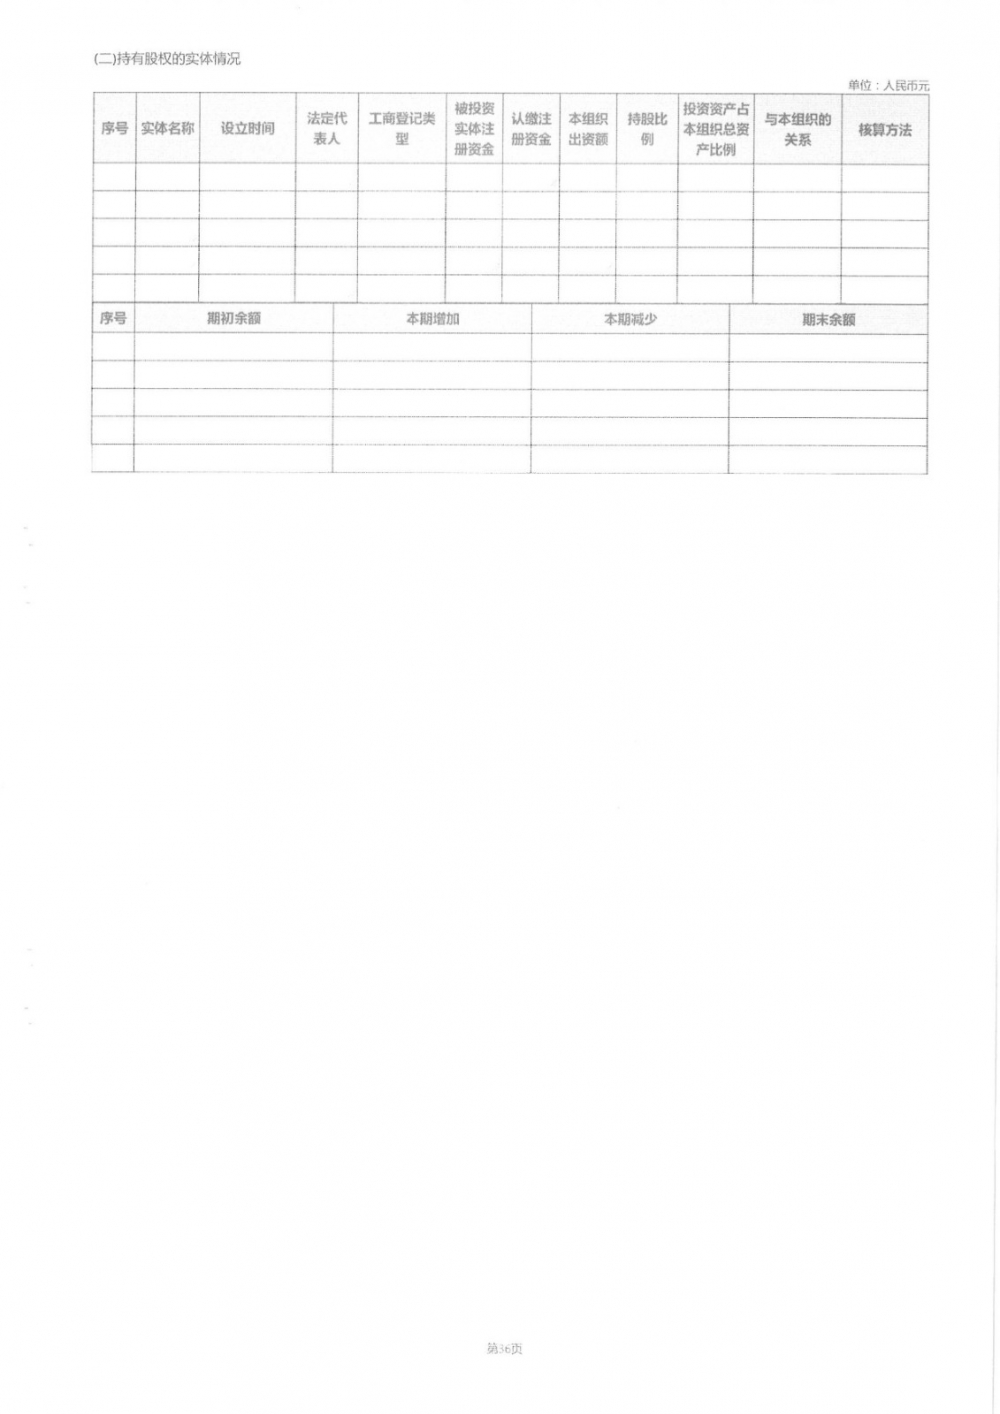 (二)持有股权的实体情况
单位：人民币元
序号 实体名称 设立时间 法定代表人 工商登记类型 被投资实体注册资金 认缴注册资金 本组织出资额 持股比例 投资资产占本组织总资产比例 与本组织的关系 核算方法
序号 期初余额 本期增加 本期减少 期末余额
第36页